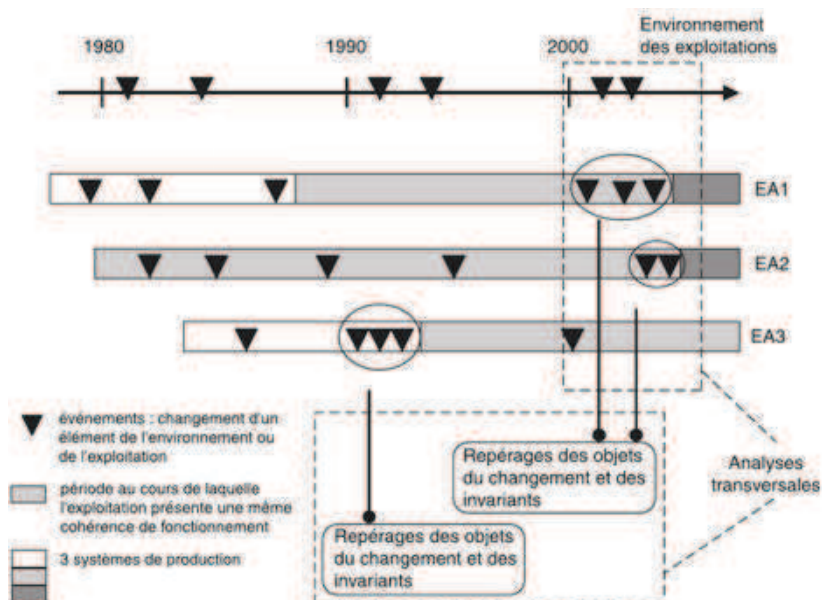 Environnement
des exploitations
1980
1990
2000
EA1
EA2
EA3
événements : changement d'un
élément de l'environnement ou
de l'exploitation
période au cours de laquelle
l'exploitation présente une même
cohérence de fonctionnement
3 systèmes de production
Repérages des objets
du changement et des
invariants
Repérages des objets
du changement et des
invariants
Analyses
transversales